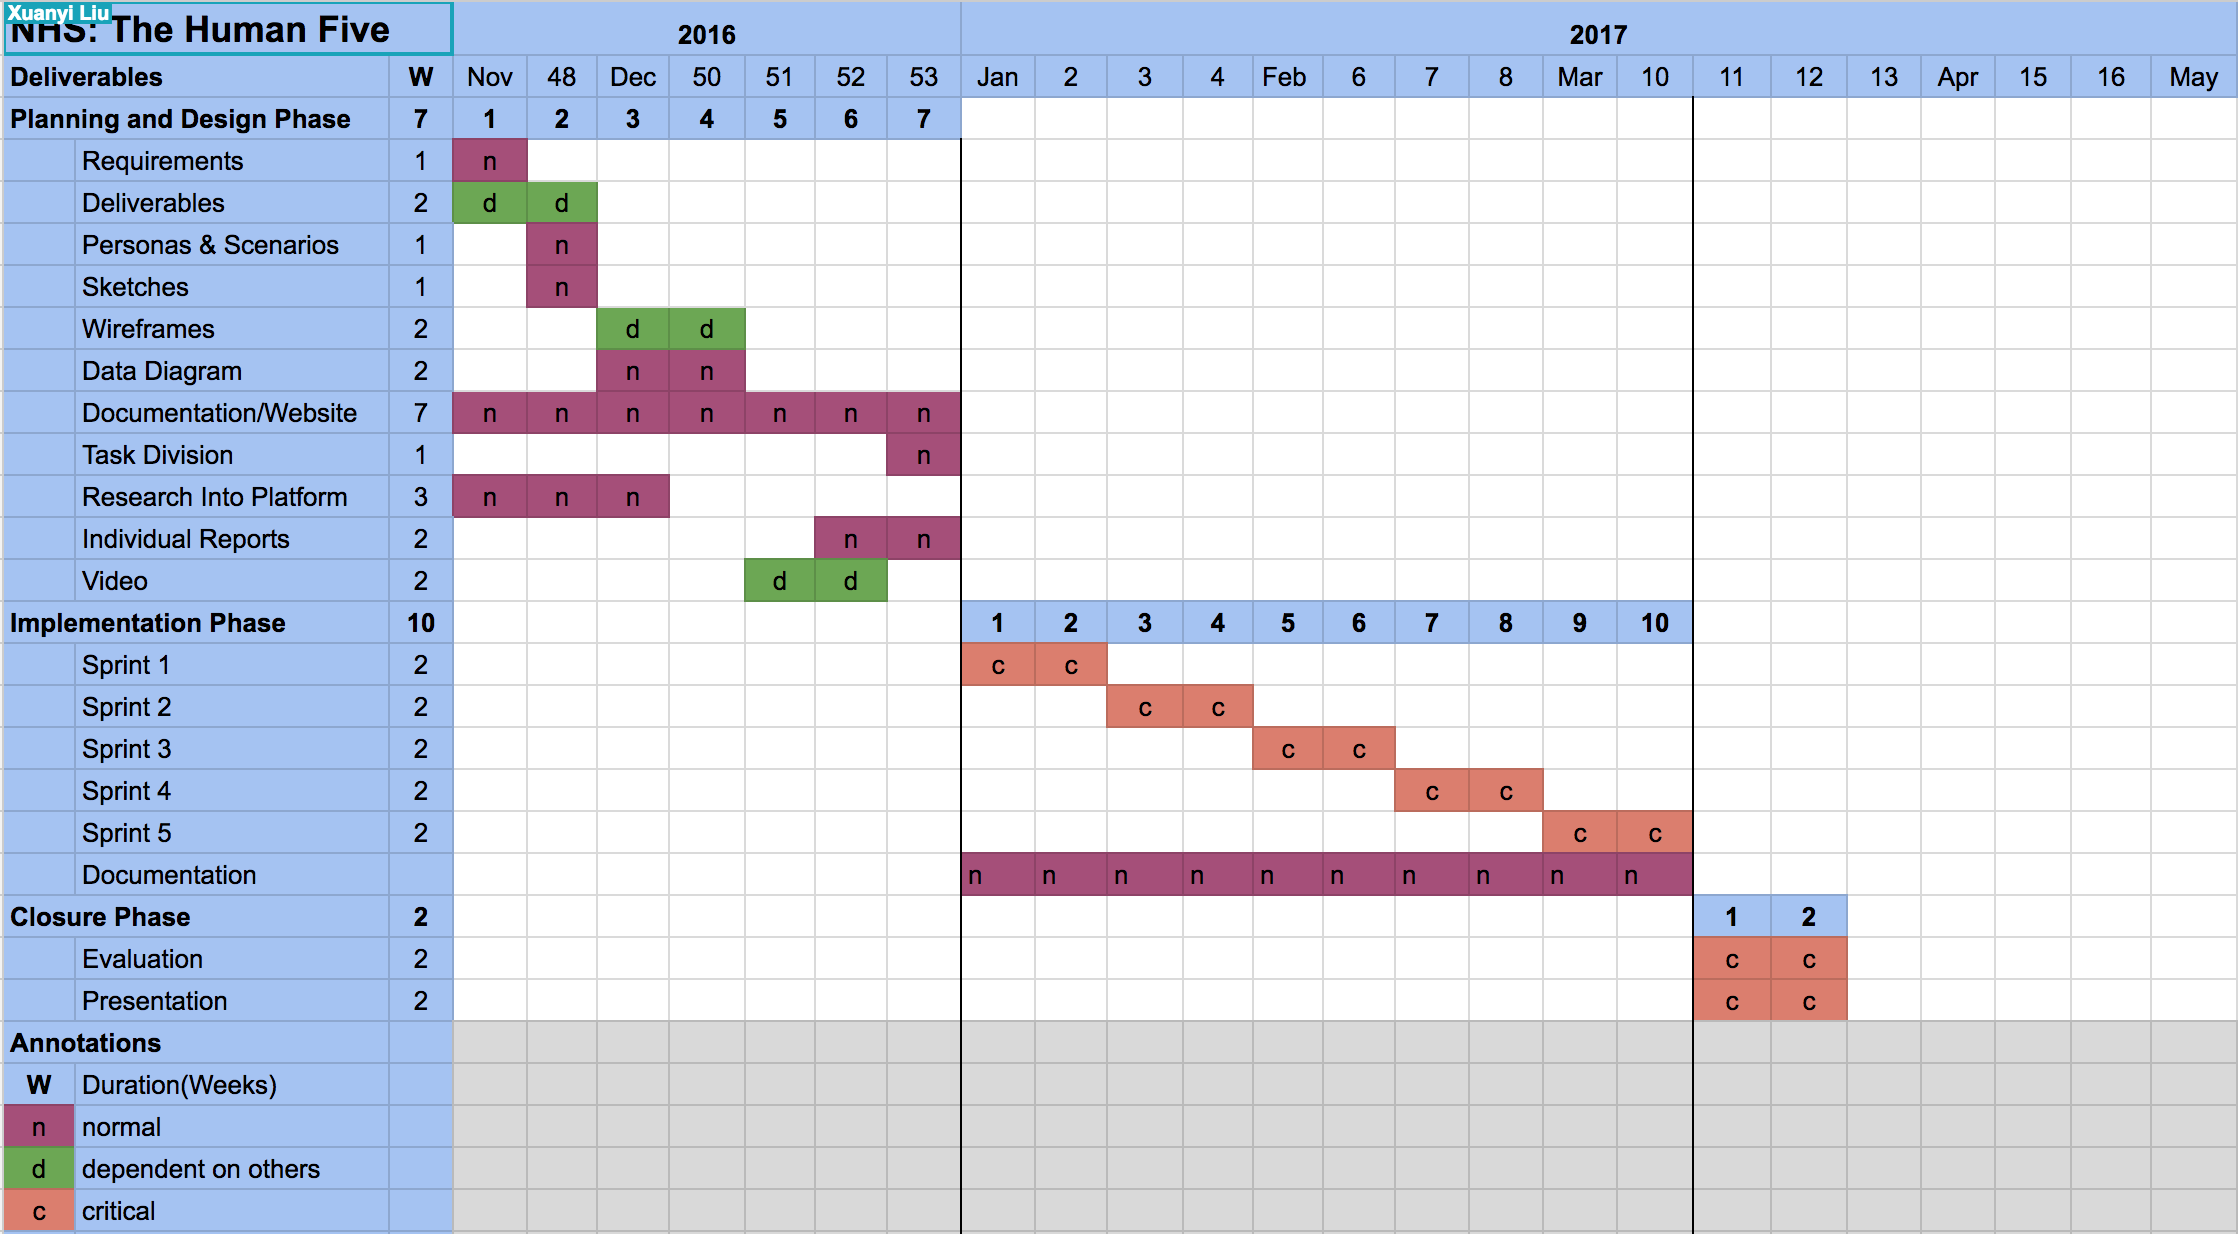 Xuanyi Liu
NHS: The Human Five 2016 2017
Deliverables W Nov 48 Dec 50 51 52 53 Jan 2 3 4 Feb 6 7 8 Mar 10 11 12 13 Apr 15 16 May
Planning and Design Phase 7 1 2 3 4 5 6 7
Requirements 1 n
Deliverables 2 d d
Personas & Scenarios 1 n
Sketches 1 n
Wireframes 2 d d
Data Diagram 2 n n
Documentation/Website 7 n n n n n n n
Task Division 1 n
Research Into Platform 3 n n n
Individual Reports 2 n n
Video 2 d d
Implementation Phase 10 1 2 3 4 5 6 7 8 9 10
Sprint 1 2 c c
Sprint 2 2 c c
Sprint 3 2 c c
Sprint 4 2 c c
Sprint 5 2 c c
Documentation n n n n n n n n n n
Closure Phase 2 1 2
Evaluation 2 c c
Presentation 2 c c
Annotations
W Duration(Weeks)
n normal
d dependent on others
c critical